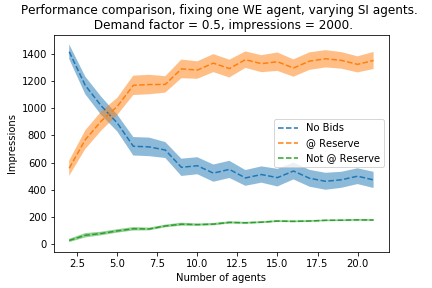 Performance comparison, fixing one WE agent, varying SI agents.
Demand factor = 0.5, impressions = 2000.
Impressions
1400
1200
1000
800
600
400
200
0
No Bids
@ Reserve
Not @ Reserve
2.5 5.0 7.5 10.0 12.5 15.0 17.5 20.0
Number of agents